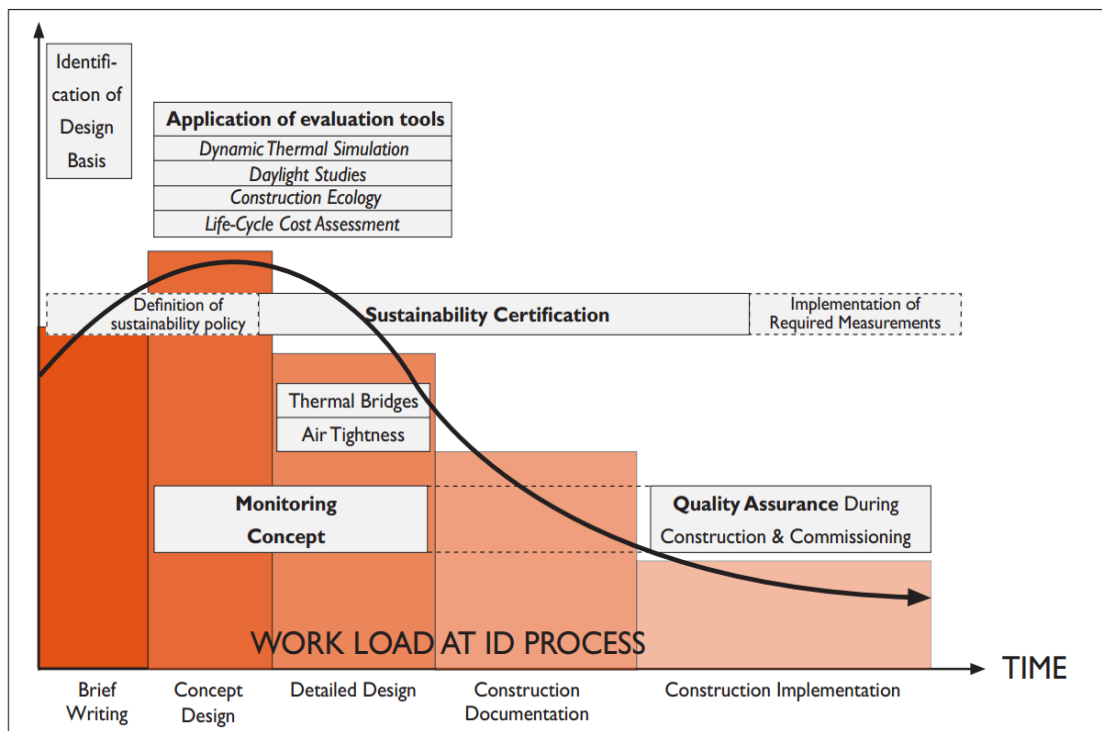 Identifi-
cation of
Design
Basis
Application of evaluation tools
Dynamic Thermal Simulation
Daylight Studies
Construction Ecology
Life-Cycle Cost Assessment
Definition of
sustainability policy
Sustainability Certification
Implementation of
Required Measurements
Thermal Bridges
Air Tightness
Monitoring
Concept
Quality Assurance During
Construction & Commissioning
WORK LOAD AT ID PROCESS
TIME
Brief
Writing
Concept
Design
Detailed Design
Construction
Documentation
Construction Implementation